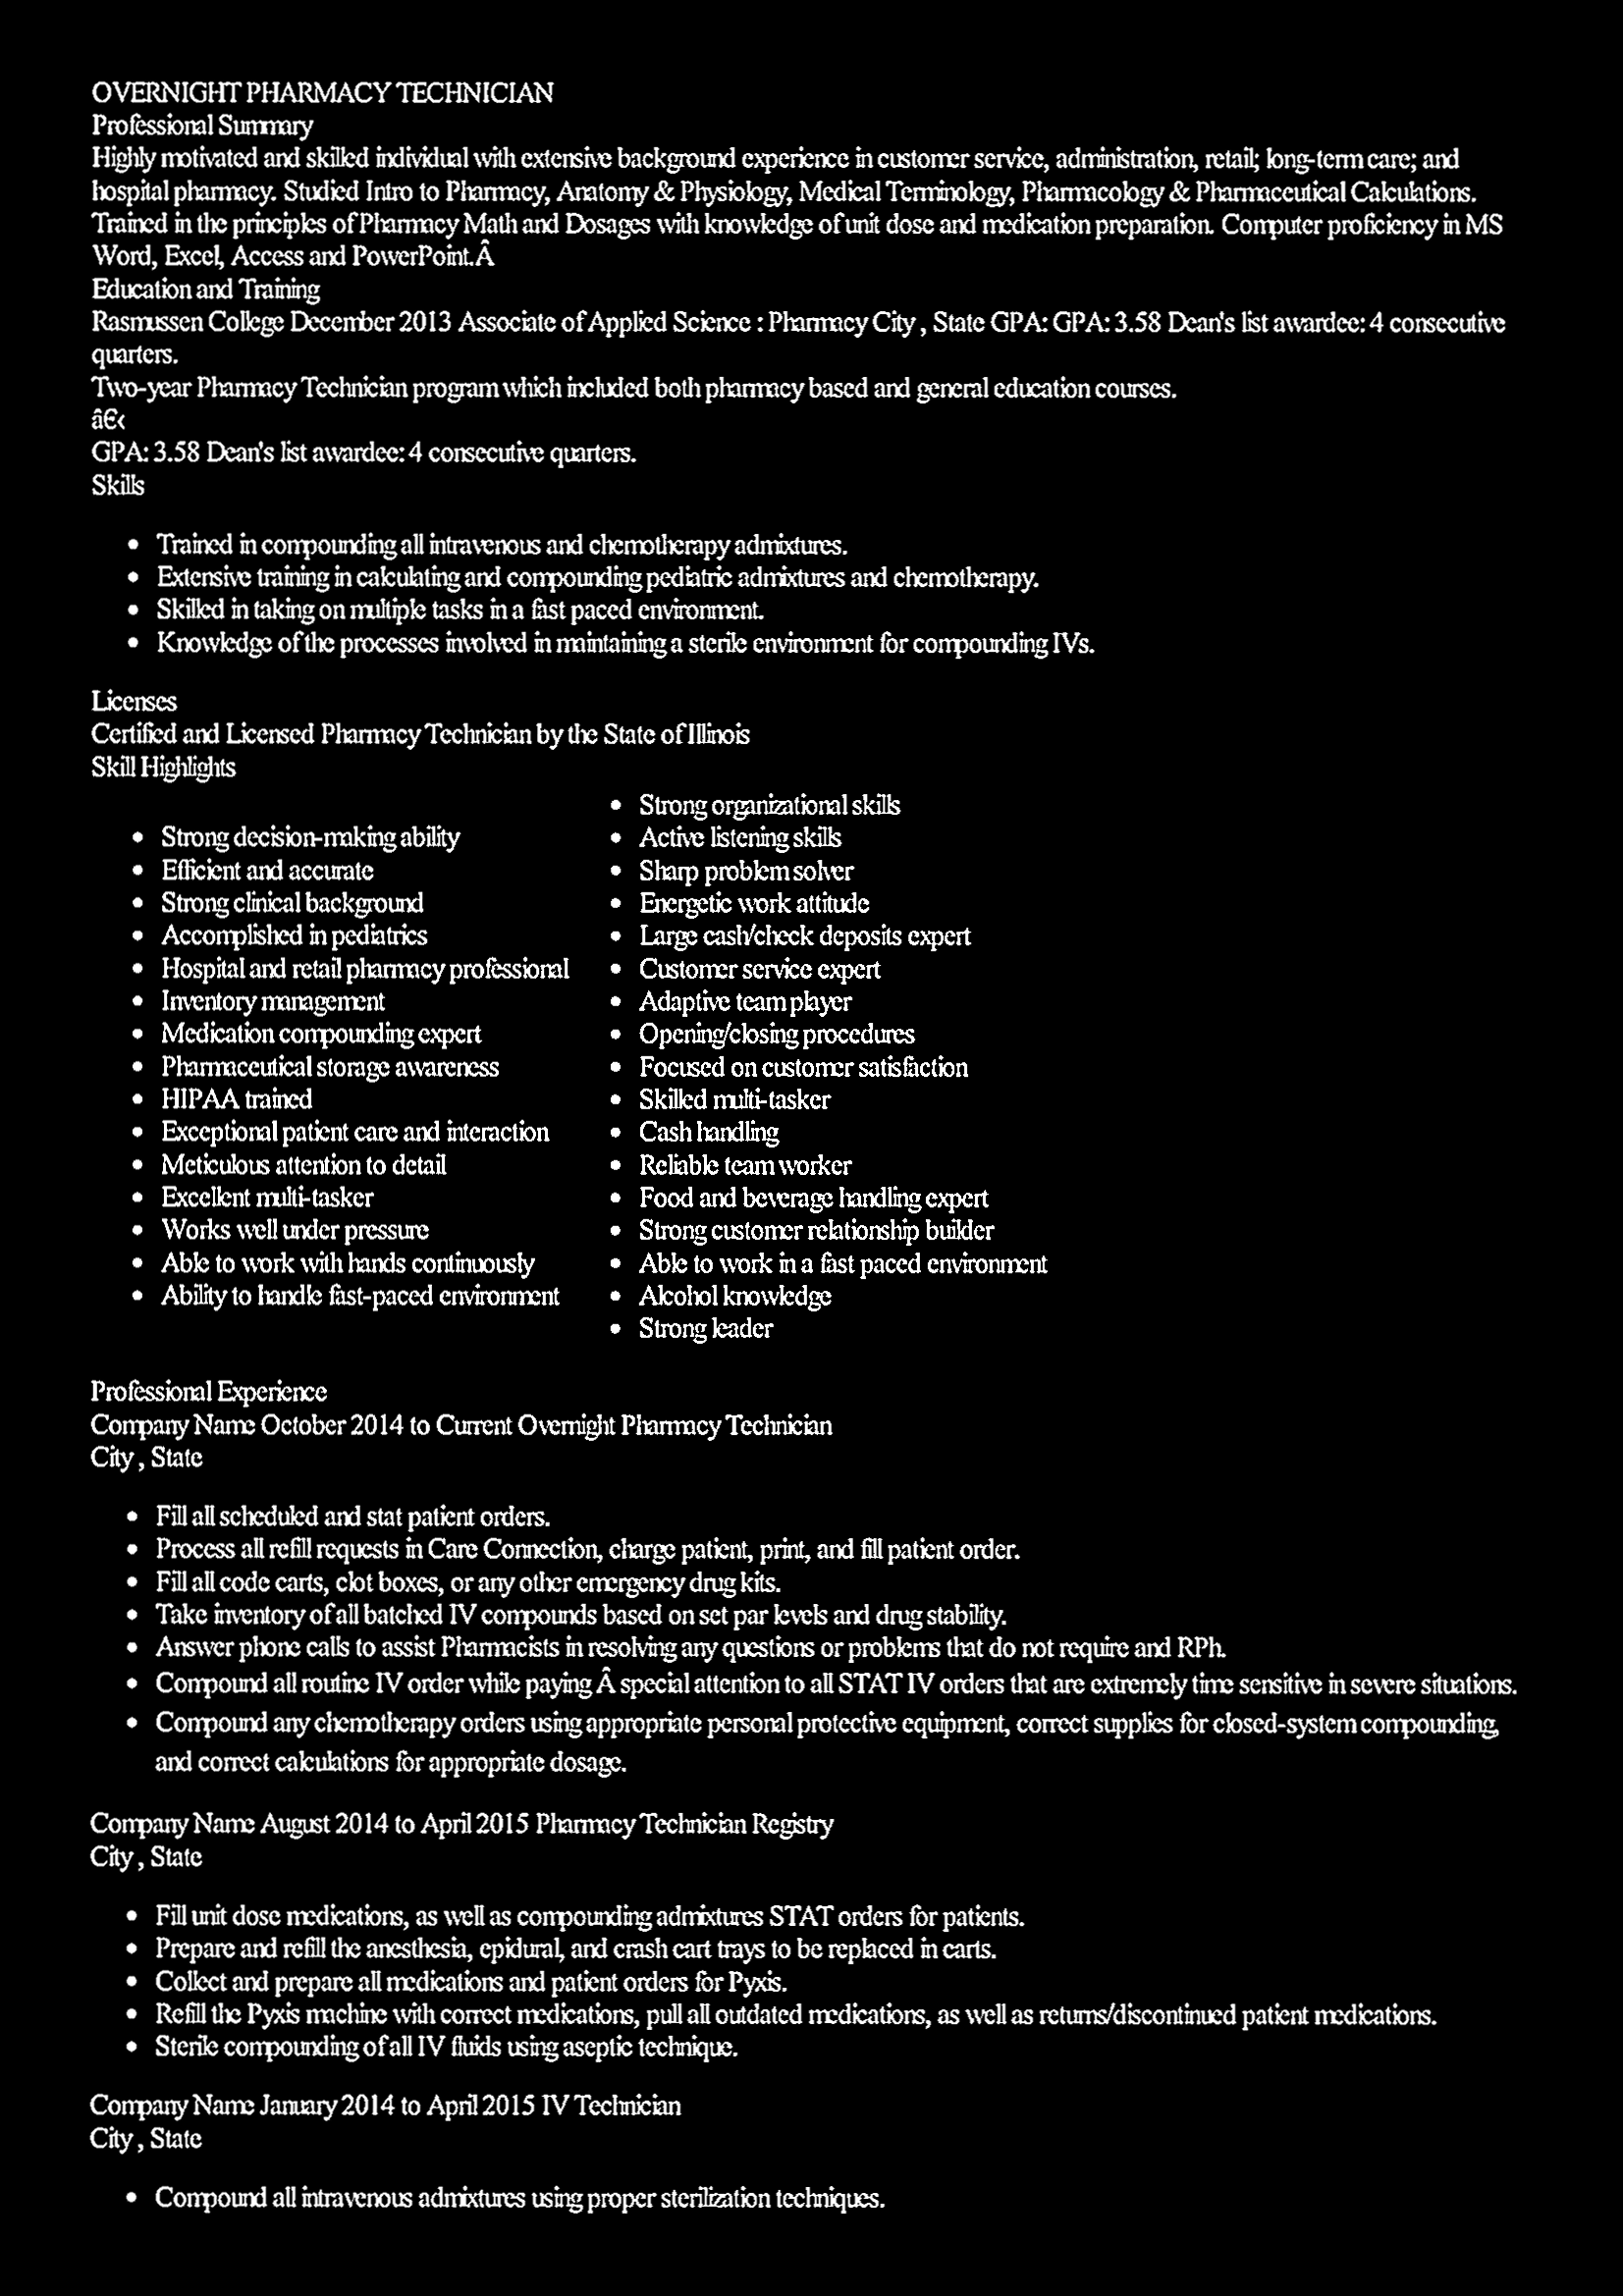 OVERNIGHT PHARMACY TECHNICIAN
Professional Summary
Highly motivated and skilled individual with extensive background experience in customer service, administration, retail; long-term care; and
hospital pharmacy. Studied Intro to Pharmacy, Anatomy & Physiology, Medical Terminology, Pharmacology & Pharmaceutical Calculations.
Trained in the principles of Pharmacy Math and Dosages with knowledge of unit dose and medication preparation. Computer proficiency in MS
Word, Excel, Access and PowerPoint.Â
Education and Training
Rasmussen College December 2013 Associate of Applied Science : Pharmacy City , State GPA: GPA: 3.58 Dean's list awardee: 4 consecutive
quarters.
Two-year Pharmacy Technician program which included both pharmacy based and general education courses.
â€‹
GPA: 3.58 Dean's list awardee: 4 consecutive quarters.
Skills
• Trained in compounding all intravenous and chemotherapy admixtures.
• Extensive training in calculating and compounding pediatric admixtures and chemotherapy.
• Skilled in taking on multiple tasks in a fast paced environment.
• Knowledge of the processes involved in maintaining a sterile environment for compounding IVs.
Licenses
Certified and Licensed Pharmacy Technician by the State of Illinois
Skill Highlights
• Strong decision-making ability
• Efficient and accurate
• Strong clinical background
• Accomplished in pediatrics
• Hospital and retail pharmacy professional
• Inventory management
• Medication compounding expert
• Pharmaceutical storage awareness
• HIPAA trained
• Exceptional patient care and interaction
• Meticulous attention to detail
• Excellent multi-tasker
• Works well under pressure
• Able to work with hands continuously
• Ability to handle fast-paced environment
• Strong organizational skills
• Active listening skills
• Sharp problem solver
• Energetic work attitude
• Large cash/check deposits expert
• Customer service expert
• Adaptive team player
• Opening/closing procedures
• Focused on customer satisfaction
• Skilled multi-tasker
• Cash handling
• Reliable team worker
• Food and beverage handling expert
• Strong customer relationship builder
• Able to work in a fast paced environment
• Alcohol knowledge
• Strong leader
Professional Experience
Company Name October 2014 to Current Overnight Pharmacy Technician
City , State
• Fill all scheduled and stat patient orders.
• Process all refill requests in Care Connection, charge patient, print, and fill patient order.
• Fill all code carts, clot boxes, or any other emergency drug kits.
• Take inventory of all batched IV compounds based on set par levels and drug stability.
• Answer phone calls to assist Pharmacists in resolving any questions or problems that do not require and RPh.
• Compound all routine IV order while paying Â special attention to all STAT IV orders that are extremely time sensitive in severe situations.
• Compound any chemotherapy orders using appropriate personal protective equipment, correct supplies for closed-system compounding,
and correct calculations for appropriate dosage.
Company Name August 2014 to April 2015 Pharmacy Technician Registry
City , State
• Fill unit dose medications, as well as compounding admixtures STAT orders for patients.
• Prepare and refill the anesthesia, epidural, and crash cart trays to be replaced in carts.
• Collect and prepare all medications and patient orders for Pyxis.
• Refill the Pyxis machine with correct medications, pull all outdated medications, as well as returns/discontinued patient medications.
• Sterile compounding of all IV fluids using aseptic technique.
Company Name January 2014 to April 2015 IV Technician
City , State
• Compound all intravenous admixtures using proper sterilization techniques.